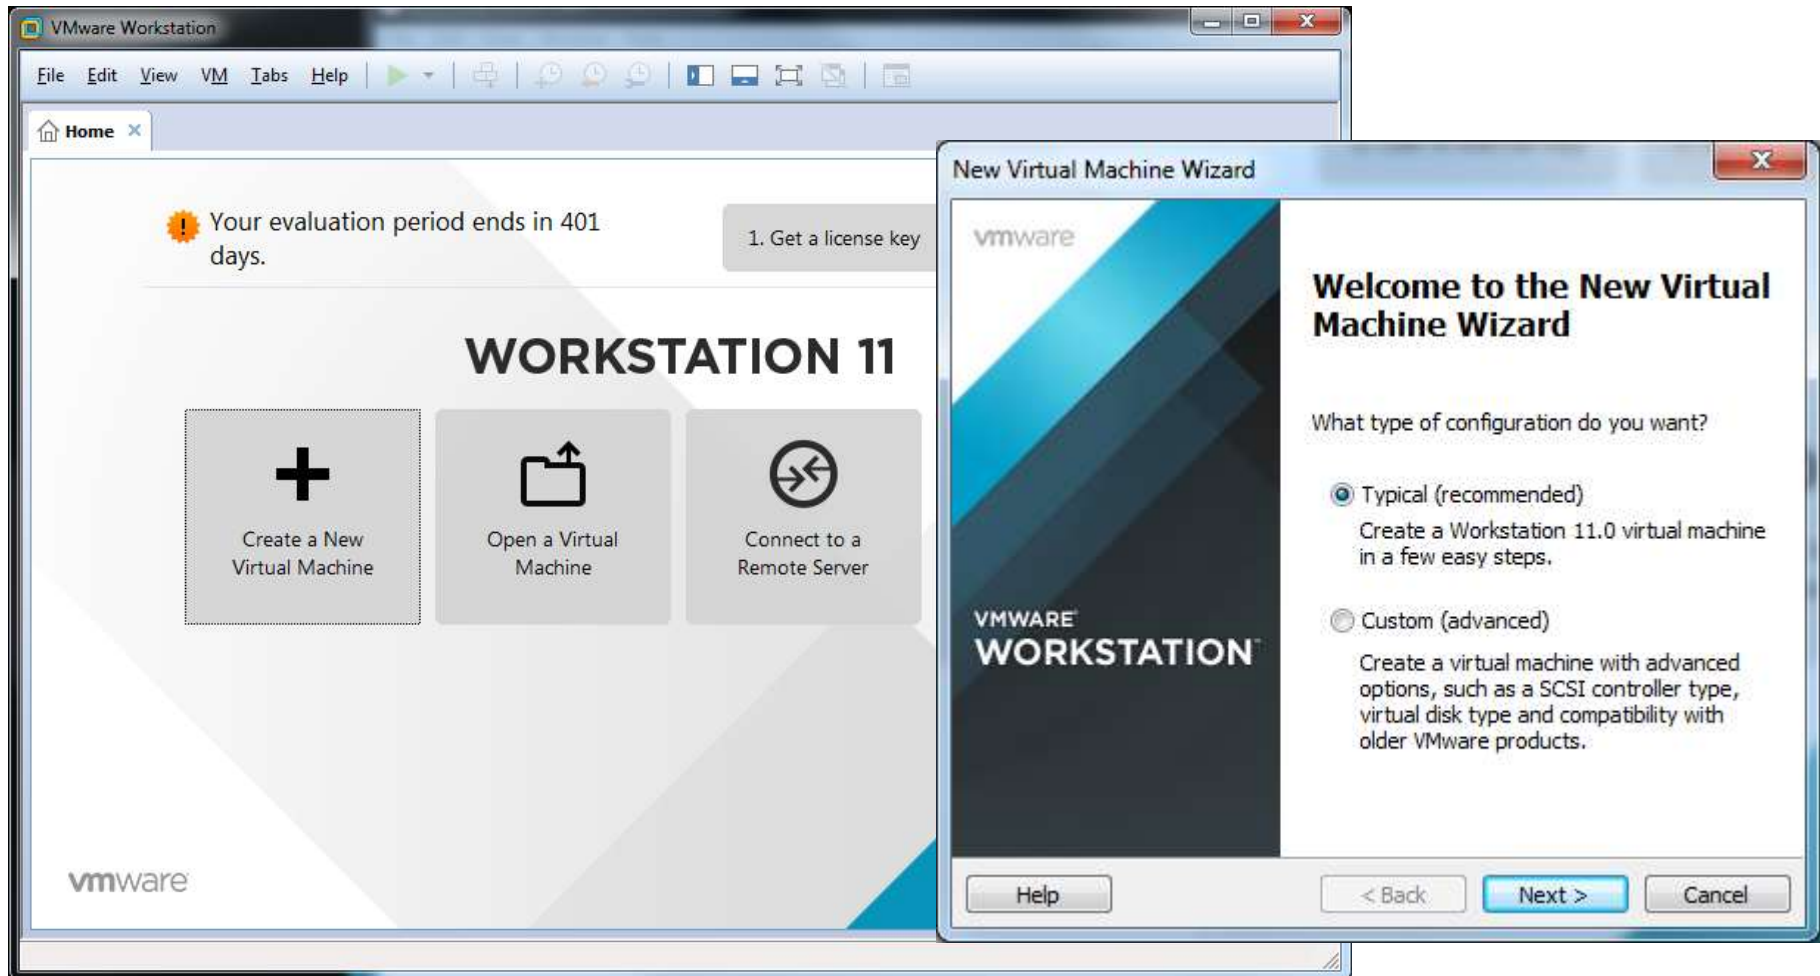 VMware Workstation
File Edit View VM Tabs Help
Home
Your evaluation period ends in 401
days.
1. Get a license key
WORKSTATION 11
Create a New
Virtual Machine
Open a Virtual
Machine
Connect to a
Remote Server
vmware
New Virtual Machine Wizard
vmware
VMWARE
WORKSTATION™
Welcome to the New Virtual
Machine Wizard
What type of configuration do you want?
Typical (recommended)
Create a Workstation 11.0 virtual machine
in a few easy steps.
Custom (advanced)
Create a virtual machine with advanced
options, such as a SCSI controller type,
virtual disk type and compatibility with
older VMware products.
Help < Back Next > Cancel